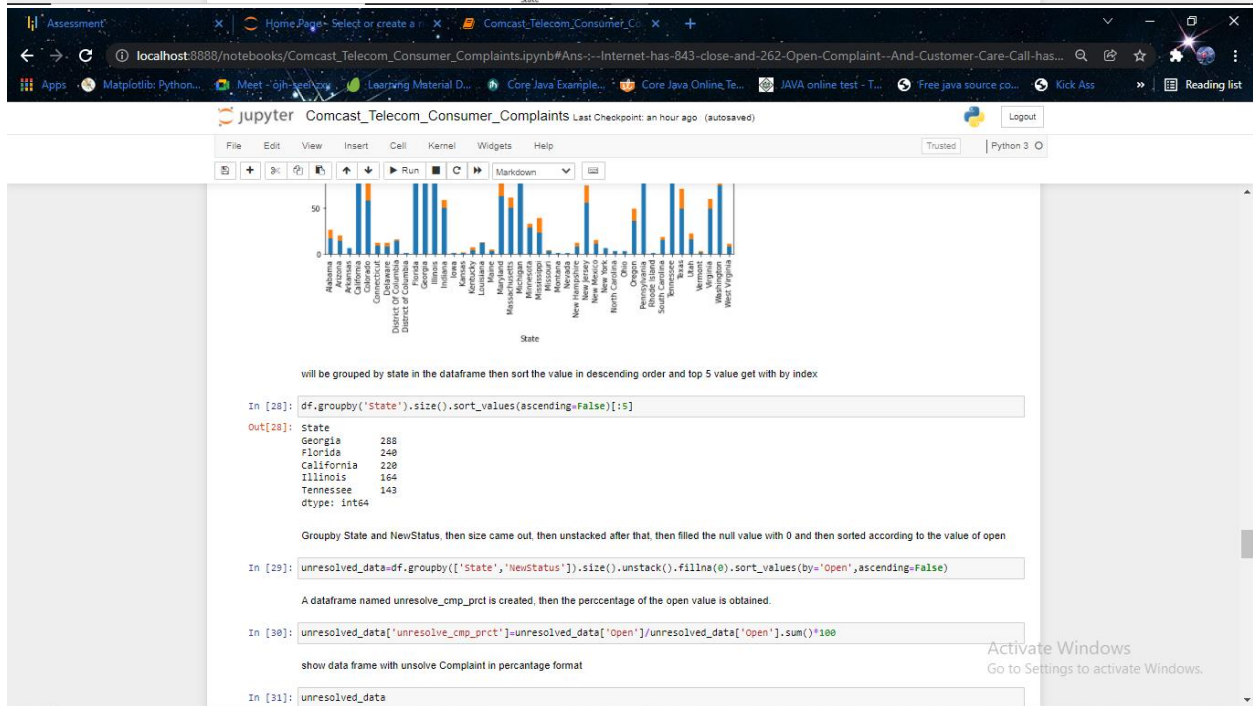 State
Assessment
Home Page - Select or create a n
Comcast_Telecom_Consumer_Co
localhost:8888/notebooks/Comcast_Telecom_Consumer_Complaints.ipynb#Ans-:--Internet-has-843-close-and-262-Open-Complaint--And-Customer-Care-Call-has...
Apps
Matplotlib: Python...
Meet -
Learning Material D...
Core Java Example...
Core Java Online Te...
JAVA online test - T...
Free java source co...
Kick Ass
»
Reading list
jupyter Comcast_Telecom_Consumer_Complaints Last Checkpoint: an hour ago (autosaved)
Logout
File Edit View Insert Cell Kernel Widgets Help
Trusted
Python 3
Run
Markdown
50
0
Alabama
Arizona
Arkansas
California
Colorado
Connecticut
Delaware
District Of Columbia
District of Columbia
Florida
Georgia
Illinois
Indiana
Iowa
Kansas
Kentucky
Louisiana
Maine
Maryland
Massachusetts
Michigan
Minnesota
Mississippi
Missouri
Montana
Nevada
New Hampshire
New Jersey
New Mexico
New York
North Carolina
Ohio
Oregon
Pennsylvania
Rhode Island
South Carolina
Tennessee
Texas
Utah
Vermont
Virginia
Washington
West Virginia
State
will be grouped by state in the dataframe then sort the value in descending order and top 5 value get with by index
In [28]: df.groupby('State').size().sort_values(ascending=False)[:5]
Out[28]: State
Georgia 288
Florida 240
California 220
Illinois 164
Tennessee 143
dtype: int64
Groupby State and NewStatus, then size came out, then unstacked after that, then filled the null value with 0 and then sorted according to the value of open
In [29]: unresolved_data=df.groupby(['State','NewStatus']).size().unstack().fillna(0).sort_values(by='Open',ascending=False)
A dataframe named unresolve_cmp_prct is created, then the perccentage of the open value is obtained.
In [30]: unresolved_data['unresolve_cmp_prct']=unresolved_data['Open']/unresolved_data['Open'].sum()*100
show data frame with unsolve Complaint in percantage format
In [31]: unresolved_data
Activate Windows
Go to Settings to activate Windows.